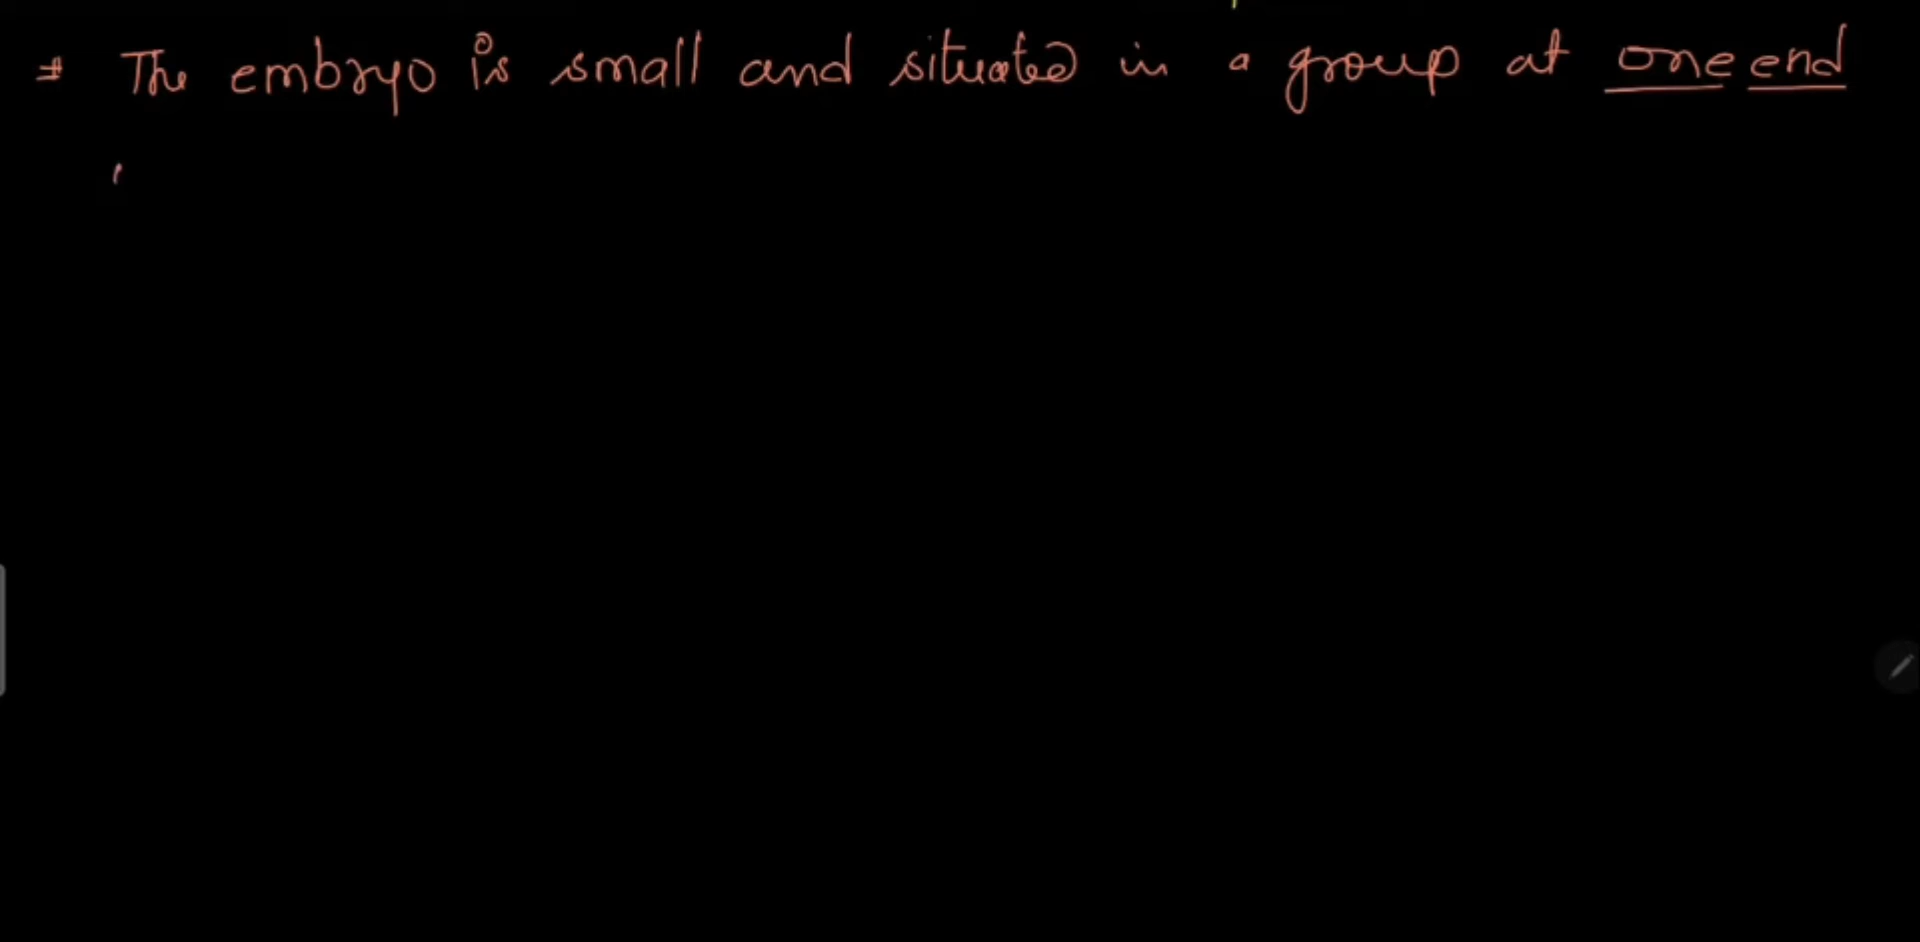 # The embryo is small and situated in a group at one end